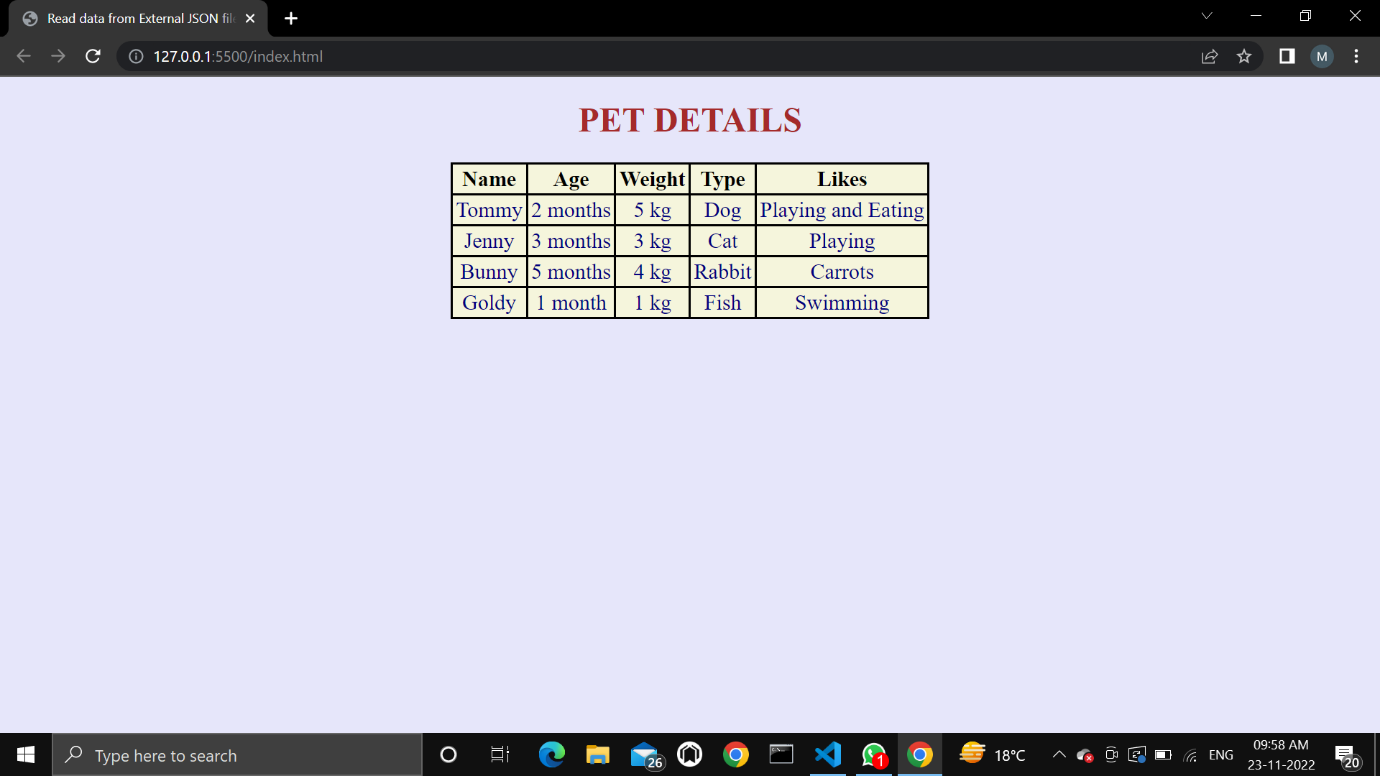 Read data from External JSON fil
127.0.0.1:5500/index.html
M
PET DETAILS
Name Age Weight Type Likes
Tommy 2 months 5 kg Dog Playing and Eating
Jenny 3 months 3 kg Cat Playing
Bunny 5 months 4 kg Rabbit Carrots
Goldy 1 month 1 kg Fish Swimming
Type here to search
26
1
18°C
ENG
09:58 AM
23-11-2022
20